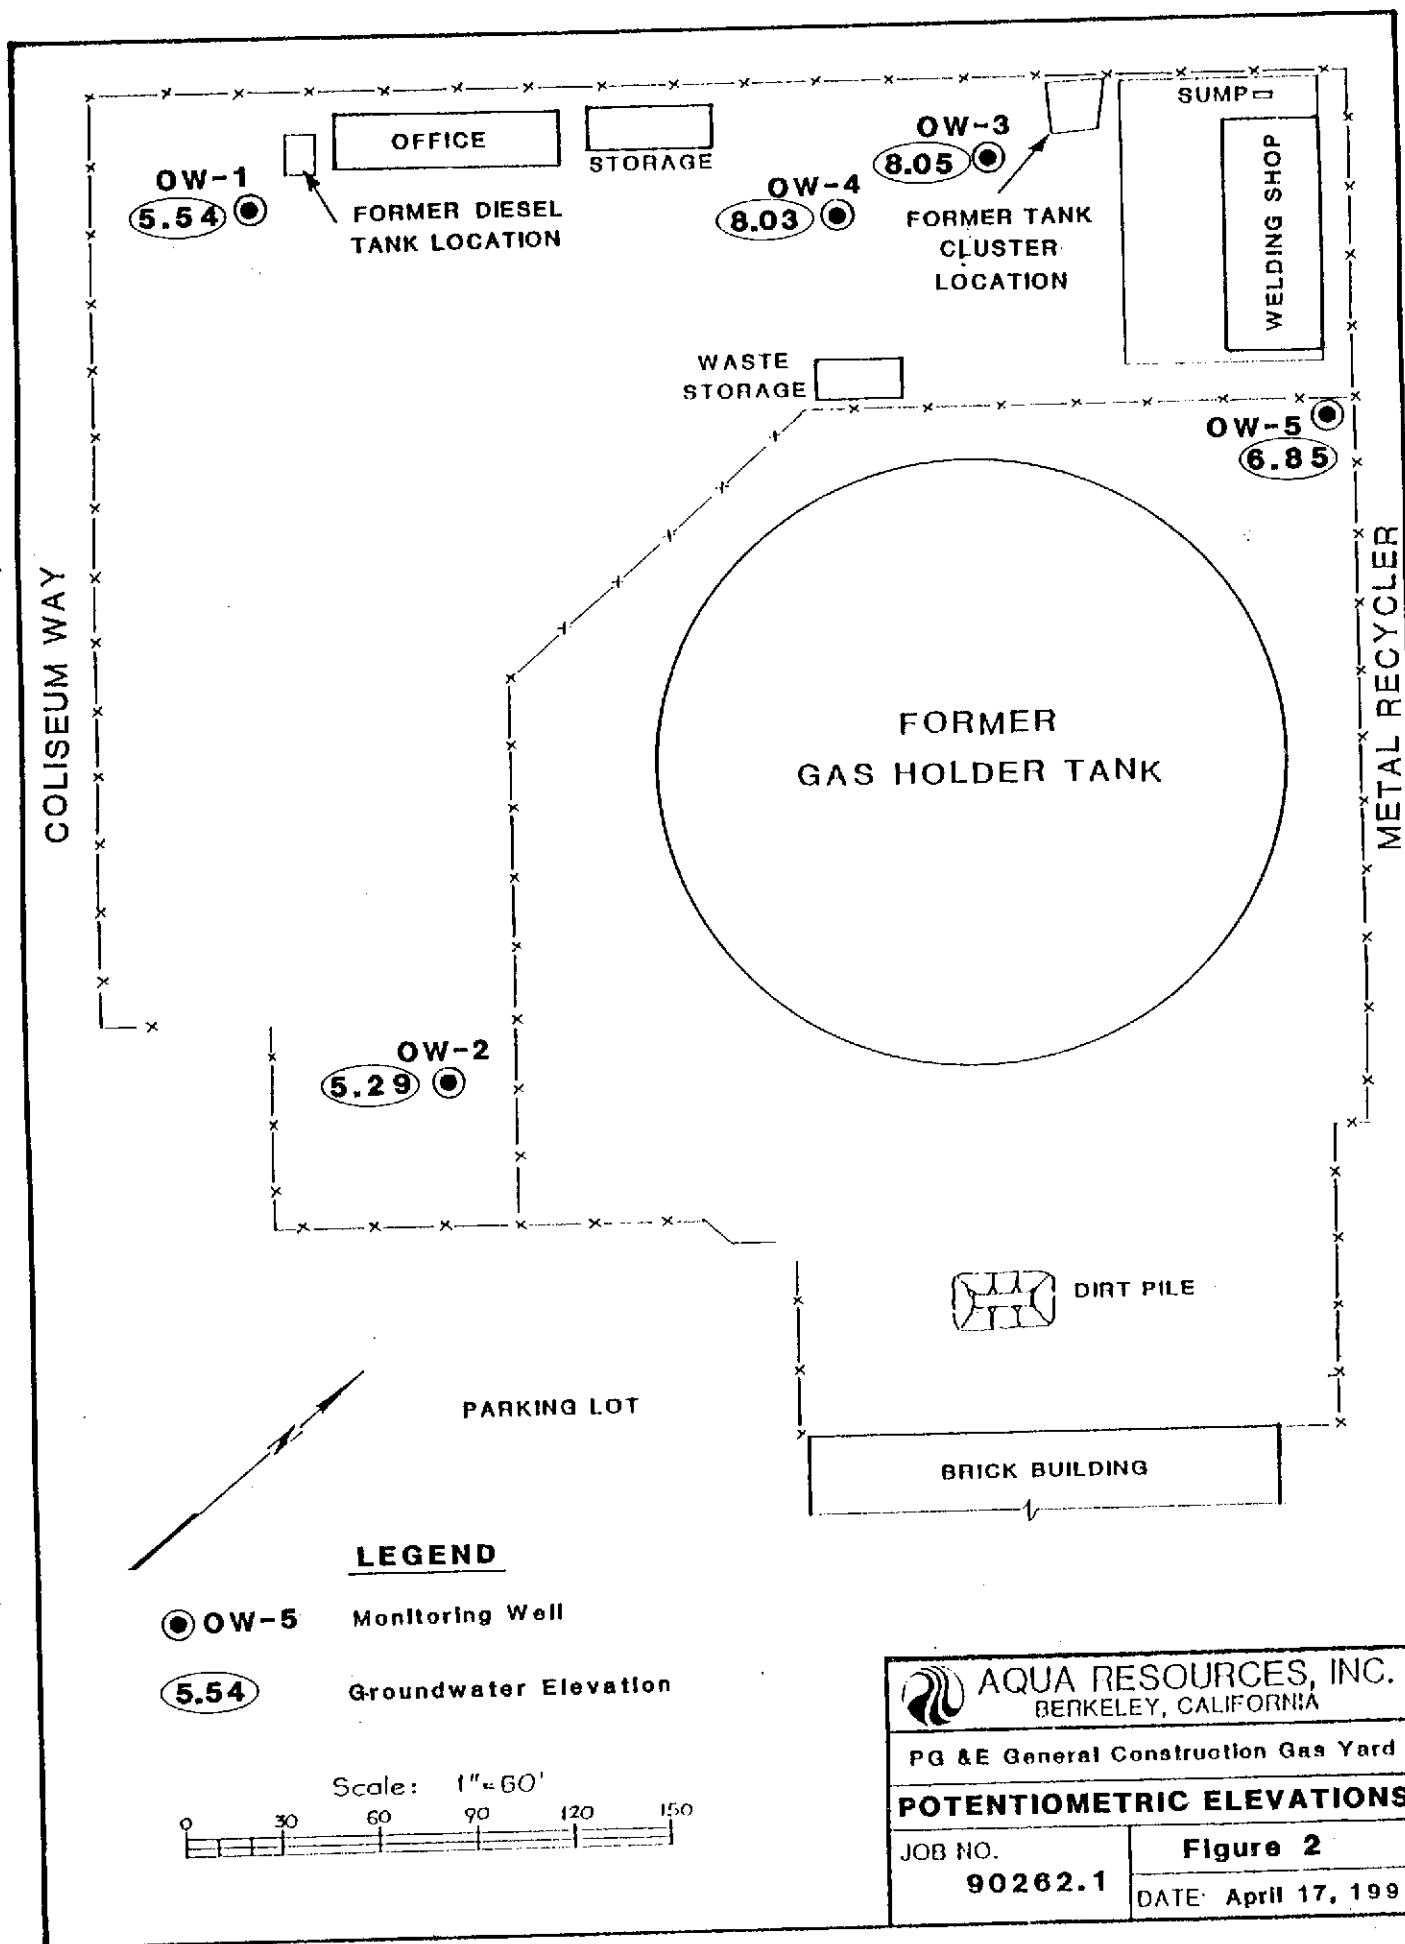 SUMP
OFFICE
STORAGE
OW-3
8.05
OW-1
5.54
OW-4
8.03
FORMER DIESEL
TANK LOCATION
FORMER TANK
CLUSTER
LOCATION
WELDING SHOP
WASTE
STORAGE
OW-5
6.85
COLISEUM WAY
METAL RECYCLER
FORMER
GAS HOLDER TANK
OW-2
5.29
DIRT PILE
PARKING LOT
BRICK BUILDING
LEGEND
OW-5 Monitoring Well
5.54 Groundwater Elevation
Scale: 1"=60'
0 30 60 90 120 150
AQUA RESOURCES, INC.
BERKELEY, CALIFORNIA
PG &E General Construction Gas Yard
POTENTIOMETRIC ELEVATIONS
JOB NO.
90262.1
Figure 2
DATE: April 17, 199